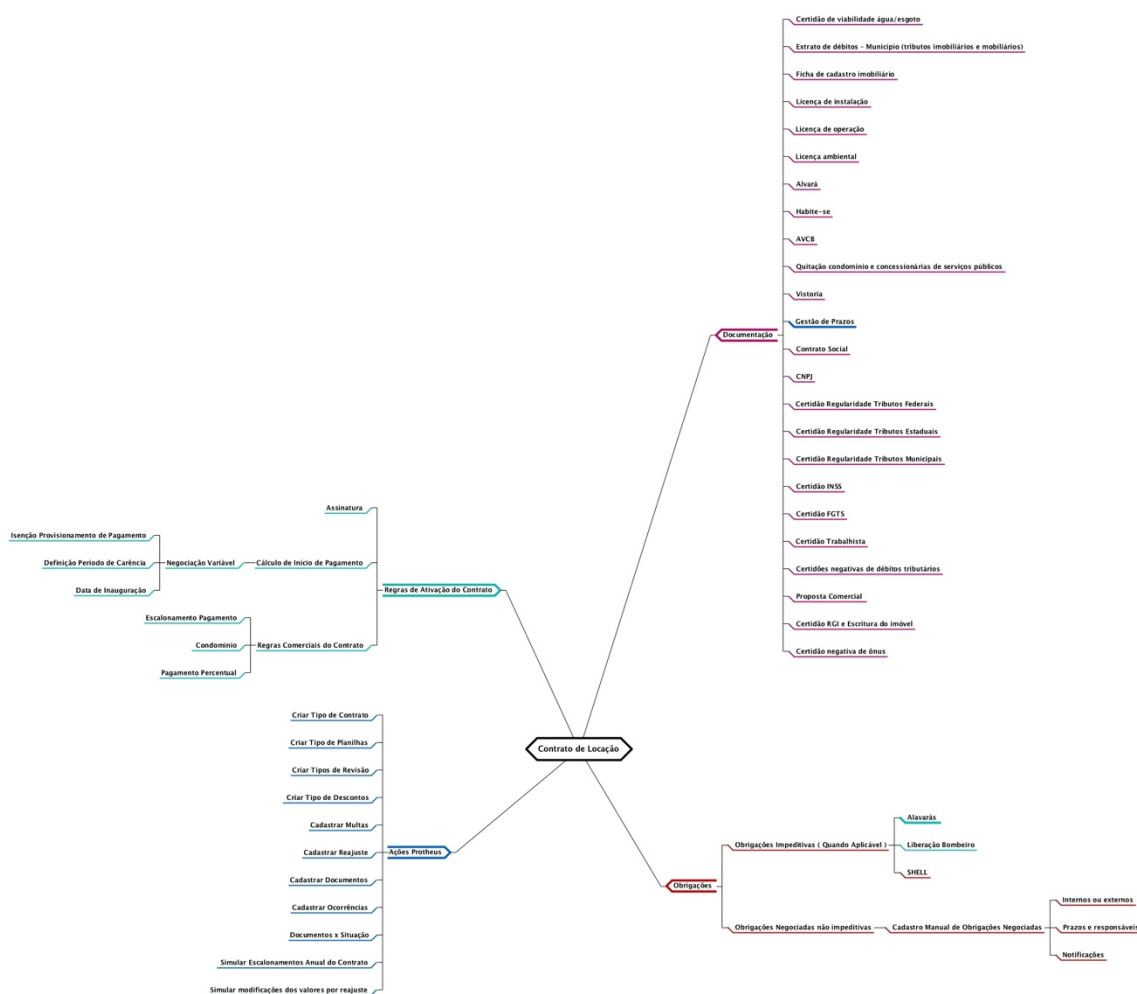 Certidão de viabilidade água/esgoto
Extrato de débitos - Município (tributos imobiliários e mobiliários)
Ficha de cadastro imobiliário
Licença de instalação
Licença de operação
Licença ambiental
Alvará
Habite-se
AVCB
Quitação condomínio e concessionárias de serviços públicos
Vistoria
Gestão de Prazos
Documentação
Contrato Social
CNPJ
Certidão Regularidade Tributos Federais
Certidão Regularidade Tributos Estaduais
Certidão Regularidade Tributos Municipais
Certidão INSS
Certidão FGTS
Certidão Trabalhista
Certidões negativas de débitos tributários
Proposta Comercial
Certidão RGI e Escritura do imóvel
Certidão negativa de ônus
Assinatura
Isenção Provisionamento de Pagamento
Definição Período de Carência
Negociação Variável
Cálculo de Início de Pagamento
Data de Inauguração
Regras de Ativação do Contrato
Escalonamento Pagamento
Condomínio
Regras Comerciais do Contrato
Pagamento Percentual
Criar Tipo de Contrato
Criar Tipo de Planilhas
Criar Tipos de Revisão
Criar Tipo de Descontos
Cadastrar Multas
Cadastrar Reajuste
Ações Protheus
Cadastrar Documentos
Cadastrar Ocorrências
Documentos x Situação
Simular Escalonamentos Anual do Contrato
Simular modificações dos valores por reajuste
Contrato de Locação
Obrigações
Obrigações Impeditivas ( Quando Aplicável )
Alavarás
Liberação Bombeiro
SHELL
Obrigações Negociadas não impeditivas
Cadastro Manual de Obrigações Negociadas
Internos ou externos
Prazos e responsáveis
Notificações